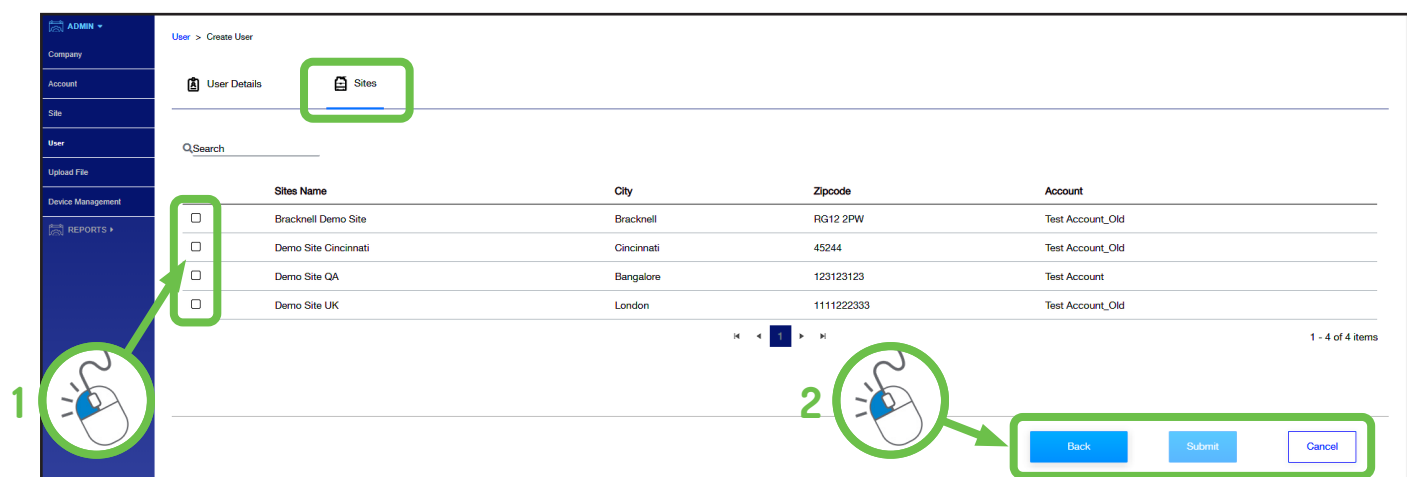 ADMIN
Company
Account
Site
User
Upload File
Device Management
REPORTS
User > Create User
User Details
Sites
Search
Sites Name City Zipcode Account
Bracknell Demo Site Bracknell RG12 2PW Test Account_Old
Demo Site Cincinnati Cincinnati 45244 Test Account_Old
Demo Site QA Bangalore 123123123 Test Account
Demo Site UK London 1111222333 Test Account_Old
1
1 - 4 of 4 items
1
2
Back Submit Cancel